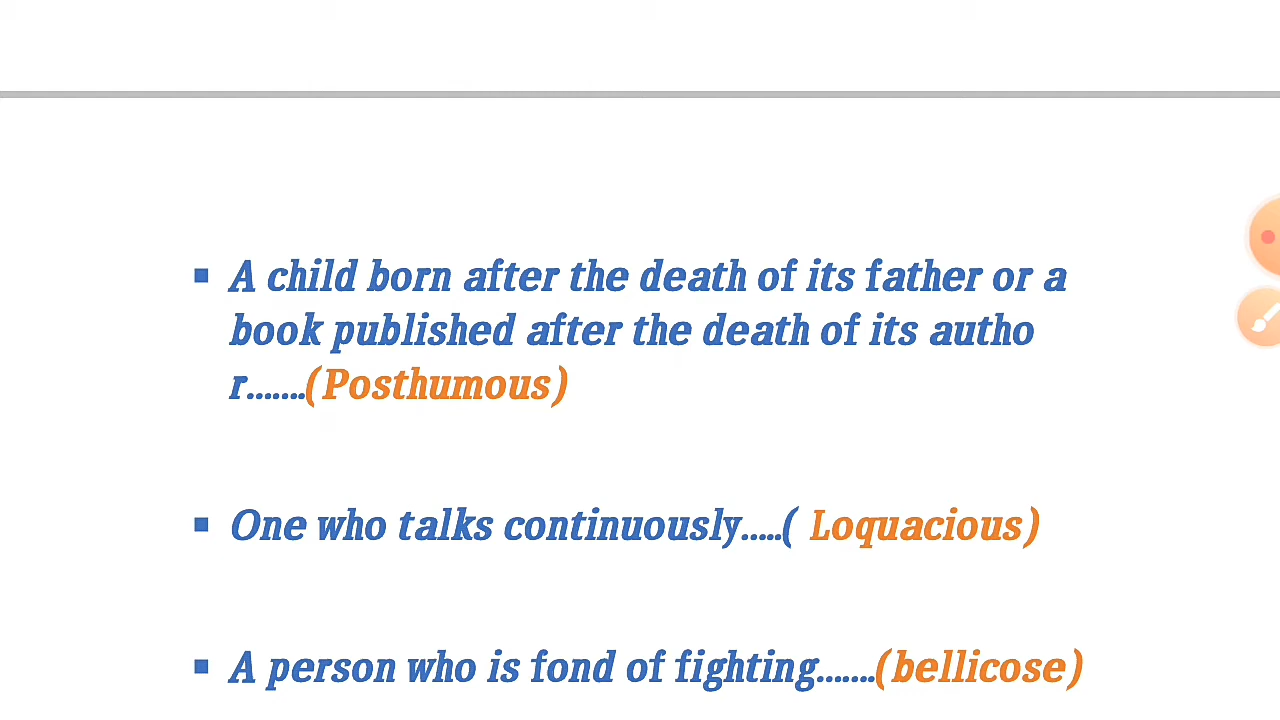 ▪ A child born after the death of its father or a
book published after the death of its autho
r.......(Posthumous)
▪ One who talks continuously.....( Loquacious)
▪ A person who is fond of fighting.......(bellicose)